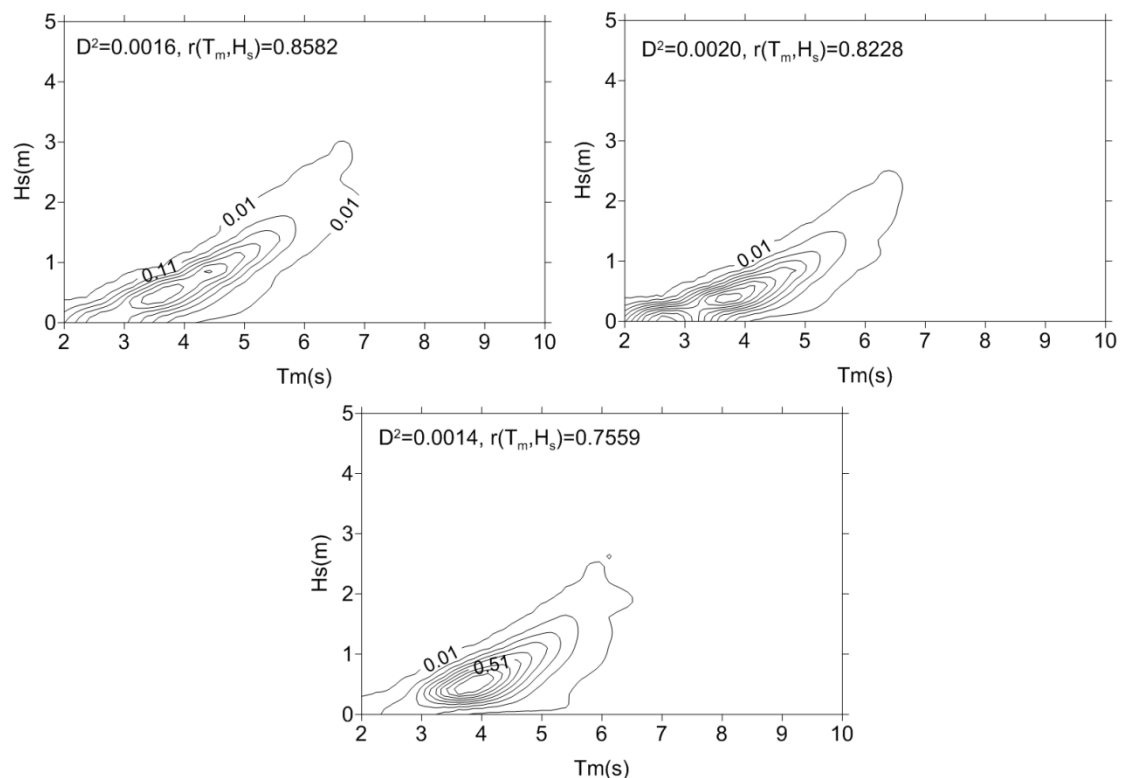 D²=0.0016, r(Tₘ,Hₛ)=0.8582
5
4
3
2
1
0
Hs(m)
0.01
0.01
0.11
2 3 4 5 6 7 8 9 10
Tm(s)
D²=0.0020, r(Tₘ,Hₛ)=0.8228
5
4
3
2
1
0
Hs(m)
0.01
2 3 4 5 6 7 8 9 10
Tm(s)
D²=0.0014, r(Tₘ,Hₛ)=0.7559
5
4
3
2
1
0
Hs(m)
0.01
0.51
2 3 4 5 6 7 8 9 10
Tm(s)